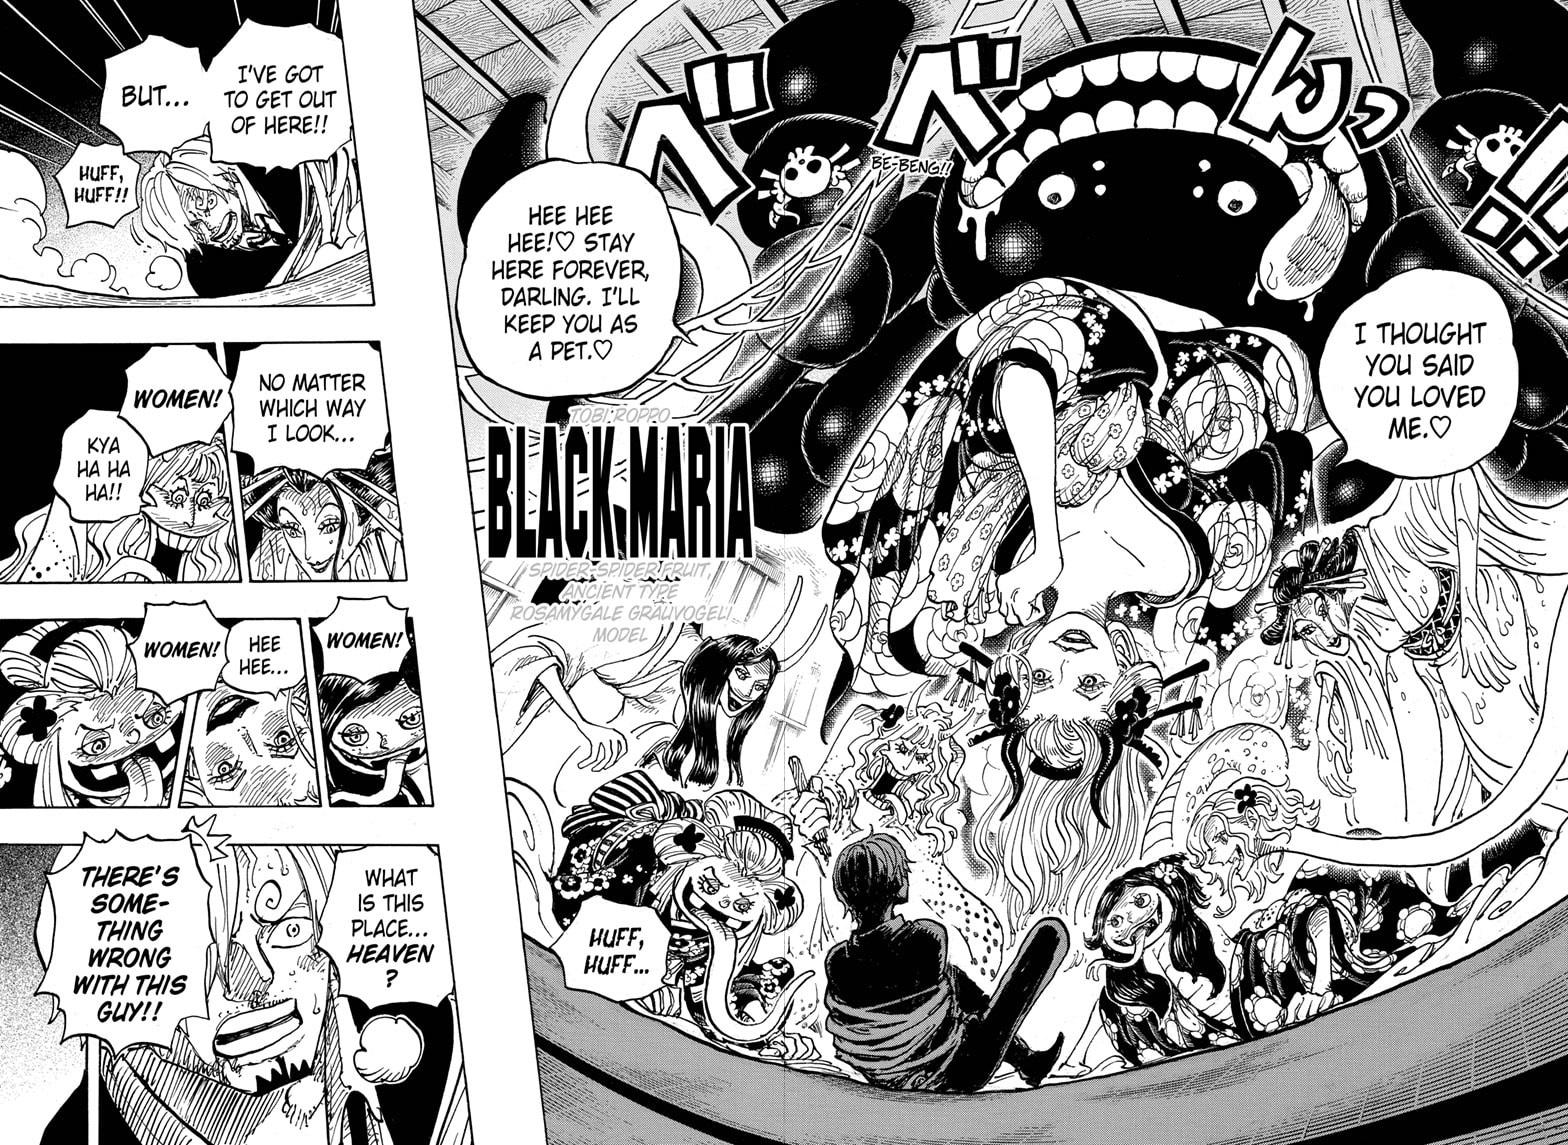 べべんっ!!
BE-BENG!!
I THOUGHT
YOU SAID
YOU LOVED
ME.♡
HEE HEE
HEE!♡ STAY
HERE FOREVER,
DARLING. I'LL
KEEP YOU AS
A PET.♡
TOBI ROPPO
BLACK MARIA
SPIDER-SPIDER FRUIT,
ANCIENT TYPE
ROSAMYGALE GRAUVOGELI
MODEL
HUFF,
HUFF...
I'VE GOT
TO GET OUT
OF HERE!!
BUT...
HUFF,
HUFF!!
NO MATTER
WHICH WAY
I LOOK...
WOMEN!
KYA
HA HA
HA!!
WOMEN!
HEE
HEE...
WOMEN!
WHAT
IS THIS
PLACE...
HEAVEN
?
THERE'S
SOME-
THING
WRONG
WITH THIS
GUY!!